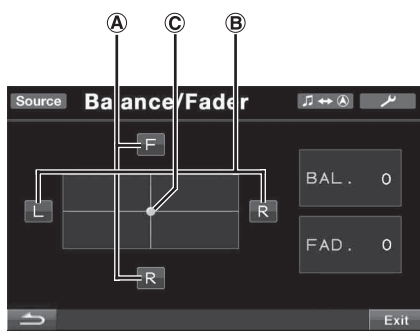 A C B
Source Balance/Fader
F
L R
R
BAL. 0
FAD. 0
Exit